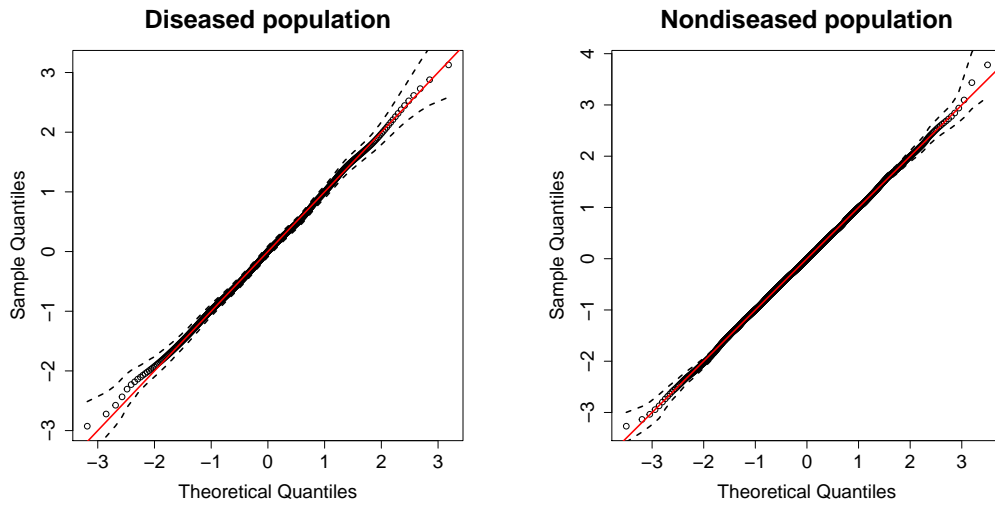 Diseased population
Sample Quantiles
3
2
1
0
−1
−2
−3
−3 −2 −1 0 1 2 3
Theoretical Quantiles
Nondiseased population
Sample Quantiles
4
3
2
1
0
−1
−2
−3
−3 −2 −1 0 1 2 3
Theoretical Quantiles